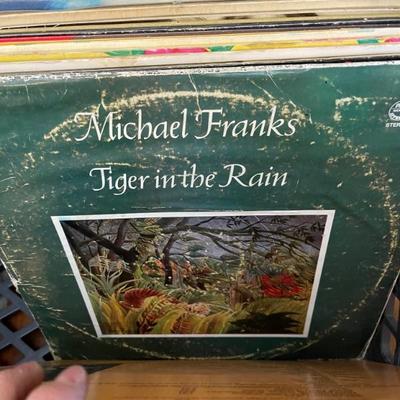 Michael Franks
Tiger in the Rain